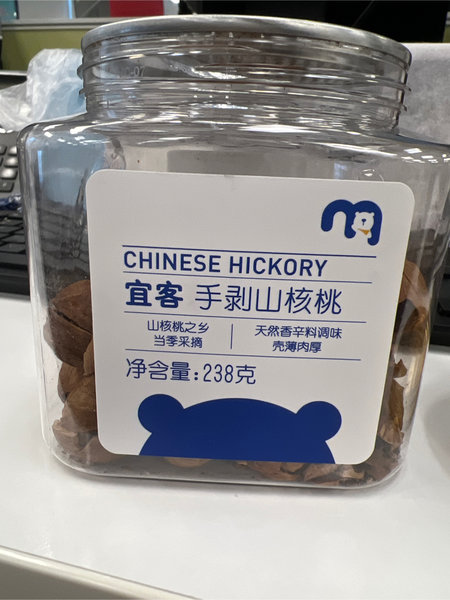 m
CHINESE HICKORY
宜客 手剥山核桃
山核桃之乡 天然香辛料调味
当季采摘 壳薄肉厚
净含量:238克